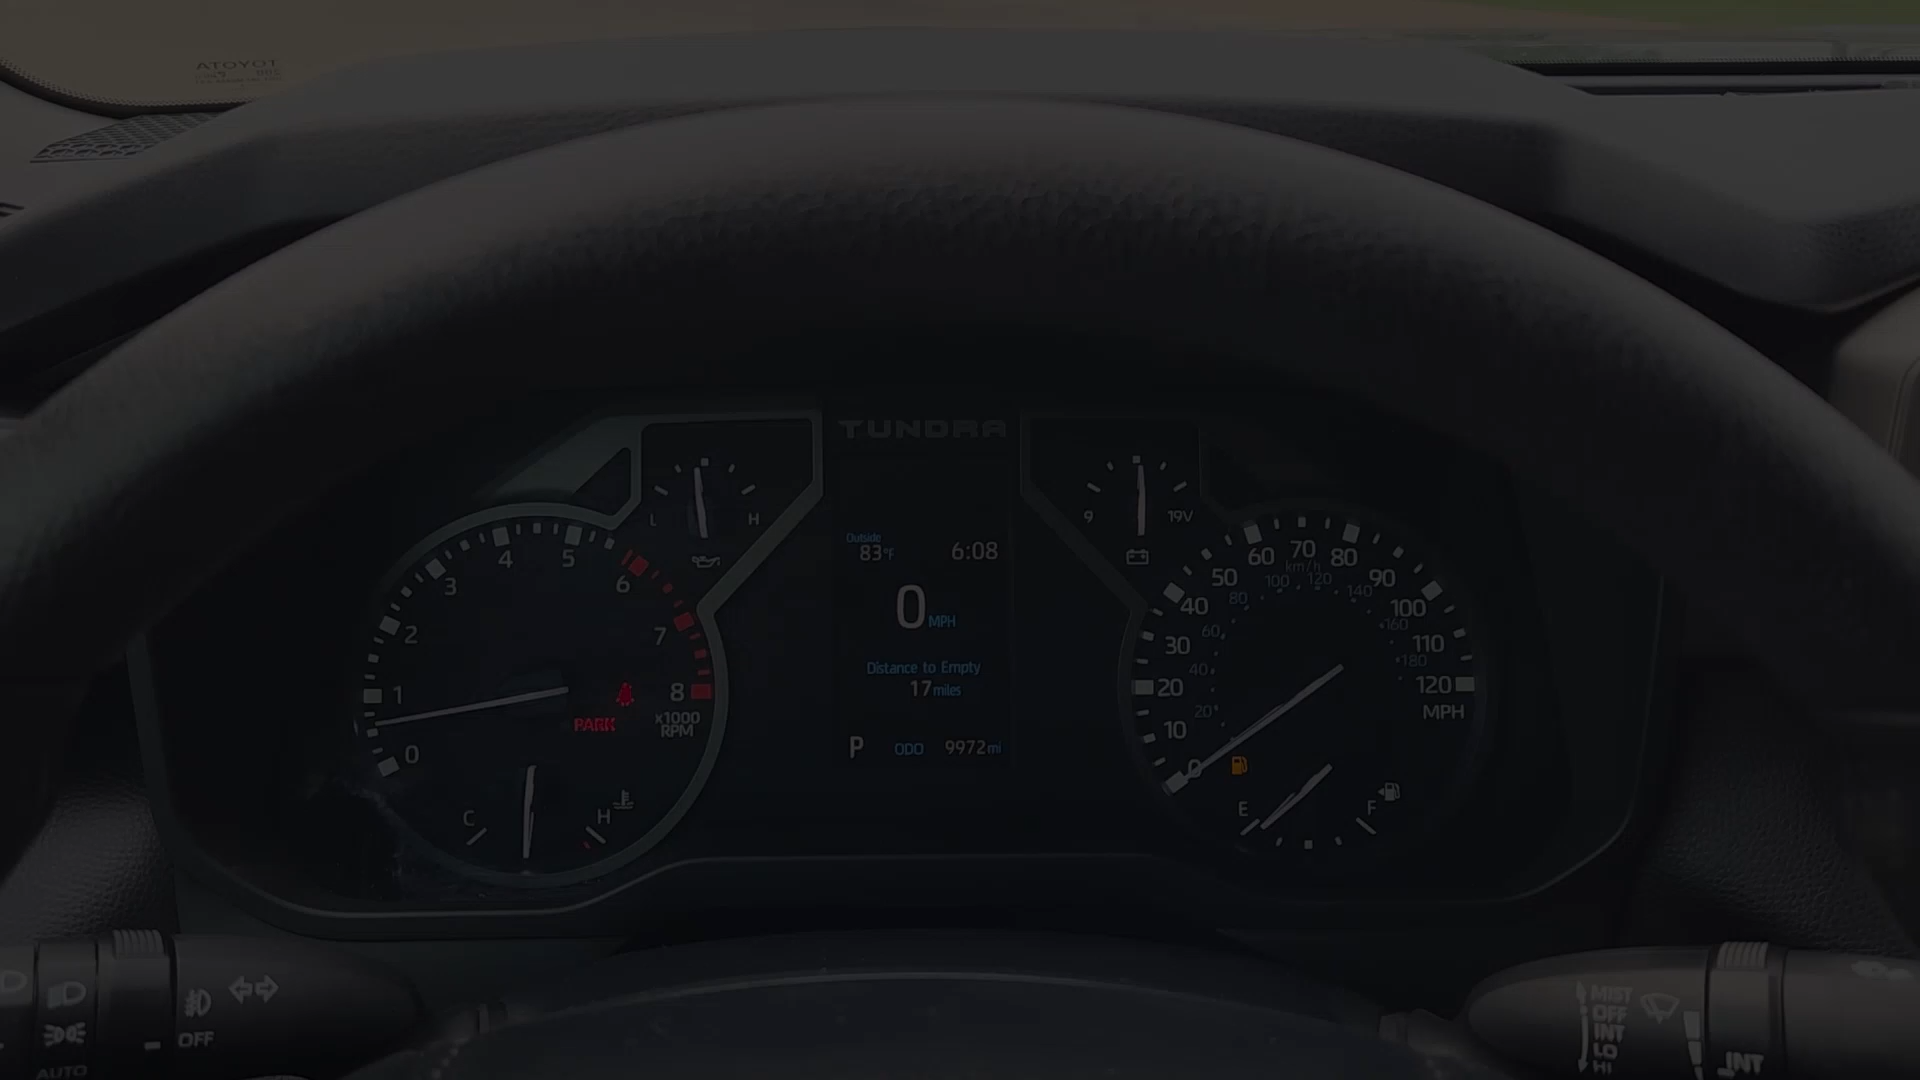 TOYOTA
TUNDRA
L H
9 19V
Outside
83°F 6:08
0 MPH
Distance to Empty
17 miles
P ODO 9972 mi
0 1 2 3 4 5 6 7 8
x1000
RPM
PARK
C H
0 10 20 30 40 50 60 70 80 90 100 110 120
MPH
km/h
20 40 60 80 100 120 140 160 180
E F
OFF
AUTO
MIST
OFF
INT
LO
HI
INT